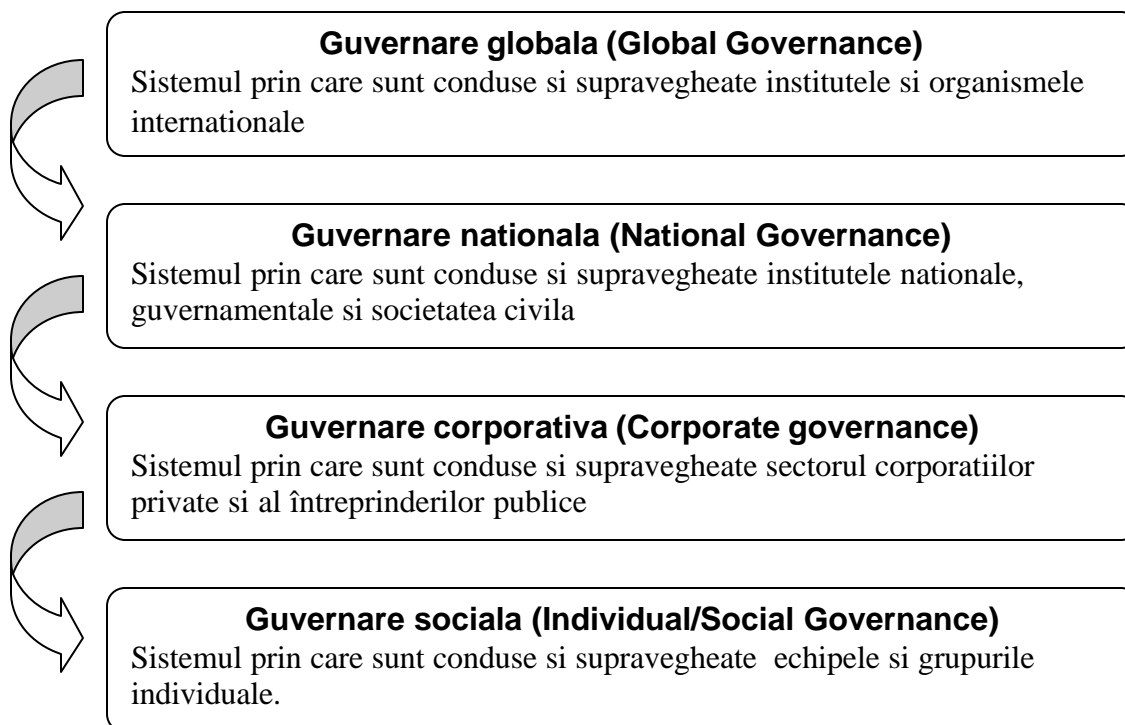 Guvernare globala (Global Governance)
Sistemul prin care sunt conduse si supravegheate institutele si organismele
internationale
Guvernare nationala (National Governance)
Sistemul prin care sunt conduse si supravegheate institutele nationale,
guvernamentale si societatea civila
Guvernare corporativa (Corporate governance)
Sistemul prin care sunt conduse si supravegheate sectorul corporatiilor
private si al întreprinderilor publice
Guvernare sociala (Individual/Social Governance)
Sistemul prin care sunt conduse si supravegheate  echipele si grupurile
individuale.